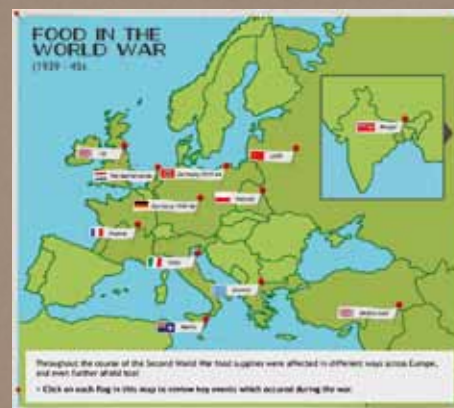 FOOD IN THE
WORLD WAR
(1939 - 45)
UK
The Netherlands
Germany
USSR
Germany
Poland
France
Italy
Greece
Malta
Middle East
Bengal
Throughout the course of the Second World War food supplies were affected in different ways across Europe,
and even further afield too!
• Click on each flag in this map to review key events which occured during the war.